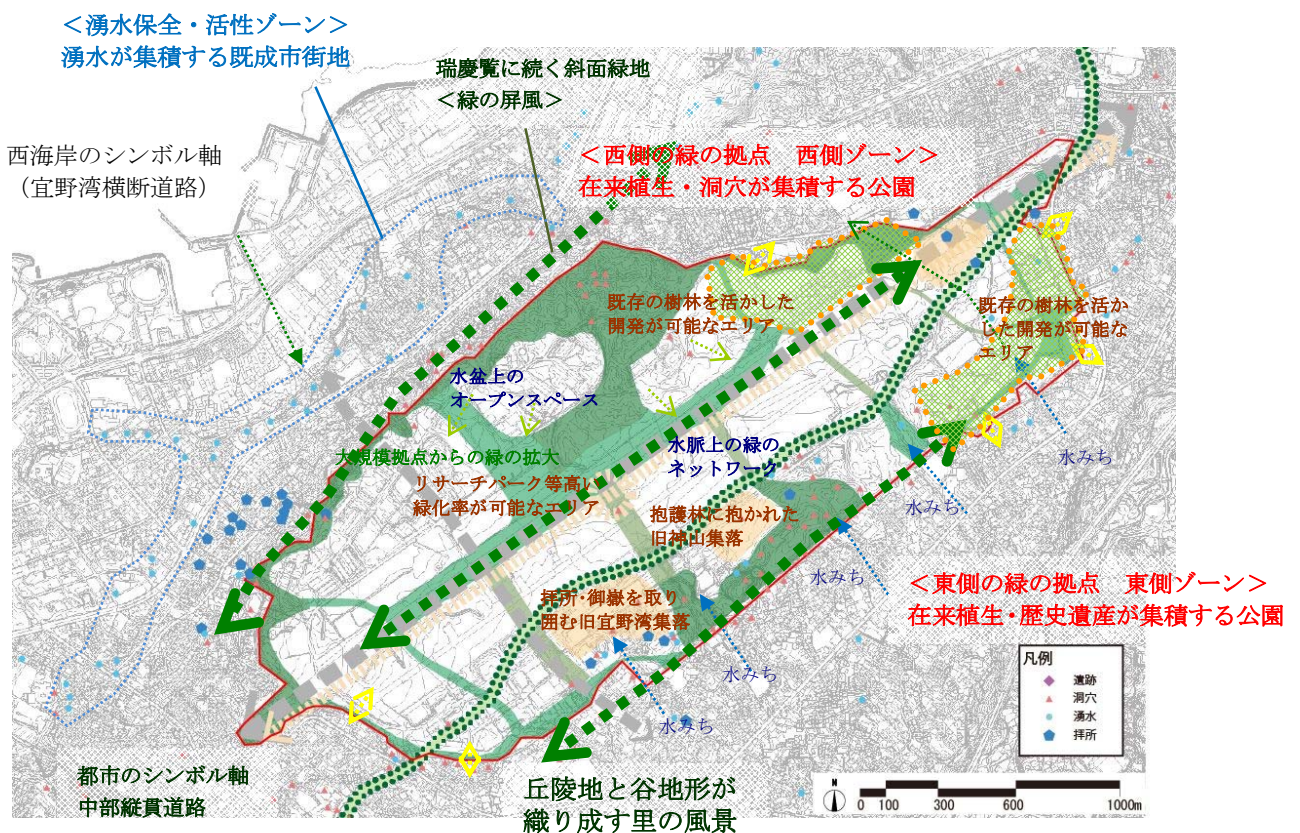 ＜湧水保全・活性ゾーン＞
湧水が集積する既成市街地
瑞慶覧に続く斜面緑地
＜緑の屏風＞
西海岸のシンボル軸
（宜野湾横断道路）
＜西側の緑の拠点　西側ゾーン＞
在来植生・洞穴が集積する公園
既存の樹林を活かした
開発が可能なエリア
既存の樹林を活か
した開発が可能な
エリア
水盆上の
オープンスペース
大規模拠点からの緑の拡大
リサーチパーク等高い
緑化率が可能なエリア
水脈上の緑の
ネットワーク
抱護林に抱かれた
旧神山集落
拝所・御嶽を取り
囲む旧宜野湾集落
水みち
水みち
水みち
水みち
水みち
＜東側の緑の拠点　東側ゾーン＞
在来植生・歴史遺産が集積する公園
凡例
遺跡
洞穴
湧水
拝所
都市のシンボル軸
中部縦貫道路
丘陵地と谷地形が
織り成す里の風景
N
0 100 300 600 1000m